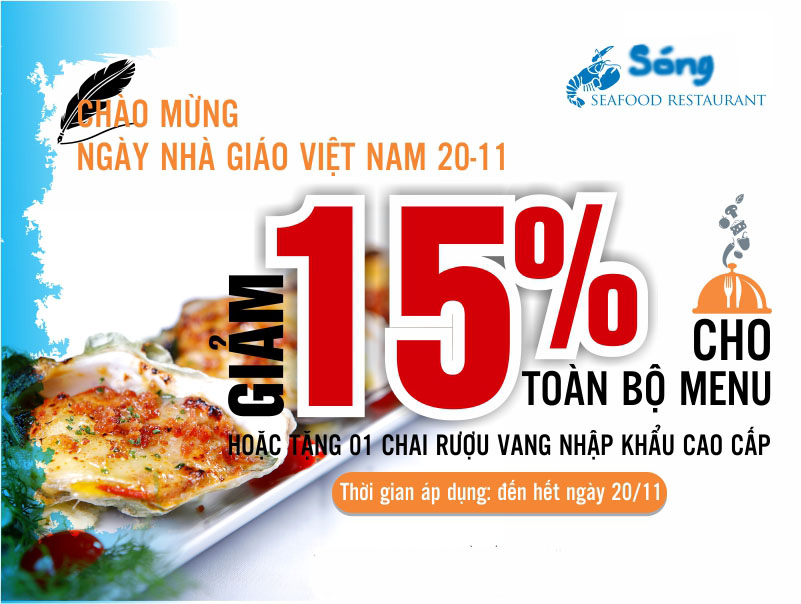 Sóng
SEAFOOD RESTAURANT
CHÀO MỪNG
NGÀY NHÀ GIÁO VIỆT NAM 20-11
GIẢM
15%
CHO
TOÀN BỘ MENU
HOẶC TẶNG 01 CHAI RƯỢU VANG NHẬP KHẨU CAO CẤP
Thời gian áp dụng: đến hết ngày 20/11